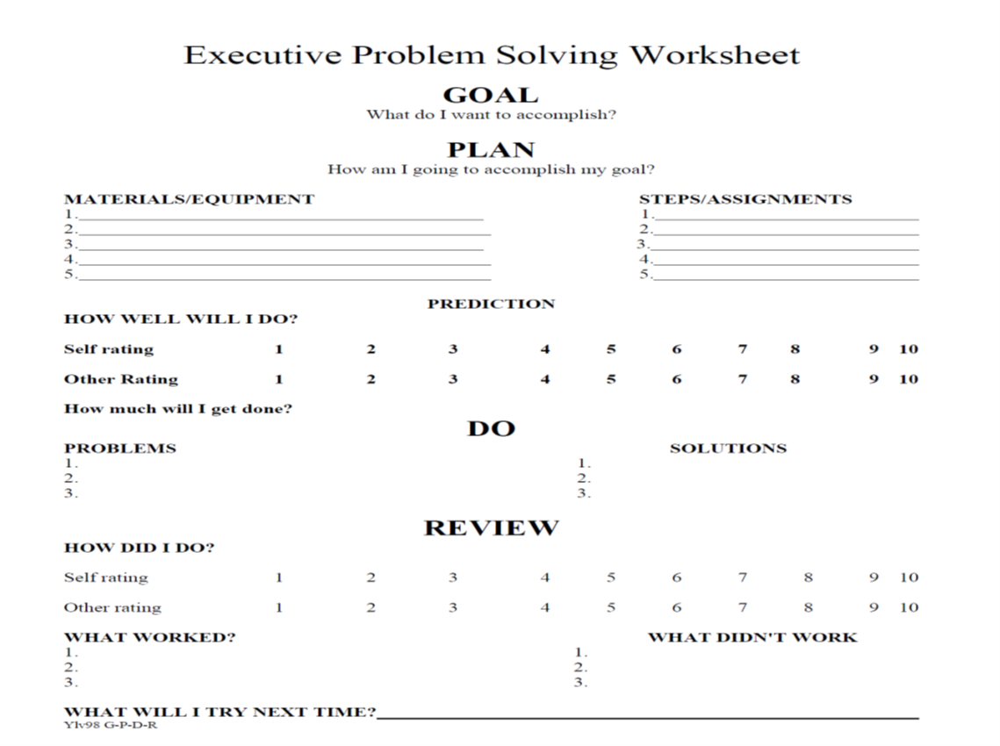 Executive Problem Solving Worksheet
GOAL
What do I want to accomplish?
PLAN
How am I going to accomplish my goal?
MATERIALS/EQUIPMENT STEPS/ASSIGNMENTS
1. 1.
2. 2.
3. 3.
4. 4.
5. 5.
PREDICTION
HOW WELL WILL I DO?
Self rating 1 2 3 4 5 6 7 8 9 10
Other Rating 1 2 3 4 5 6 7 8 9 10
How much will I get done?
DO
PROBLEMS SOLUTIONS
1. 1.
2. 2.
3. 3.
REVIEW
HOW DID I DO?
Self rating 1 2 3 4 5 6 7 8 9 10
Other rating 1 2 3 4 5 6 7 8 9 10
WHAT WORKED? WHAT DIDN'T WORK
1. 1.
2. 2.
3. 3.
WHAT WILL I TRY NEXT TIME?
Ylv98 G-P-D-R